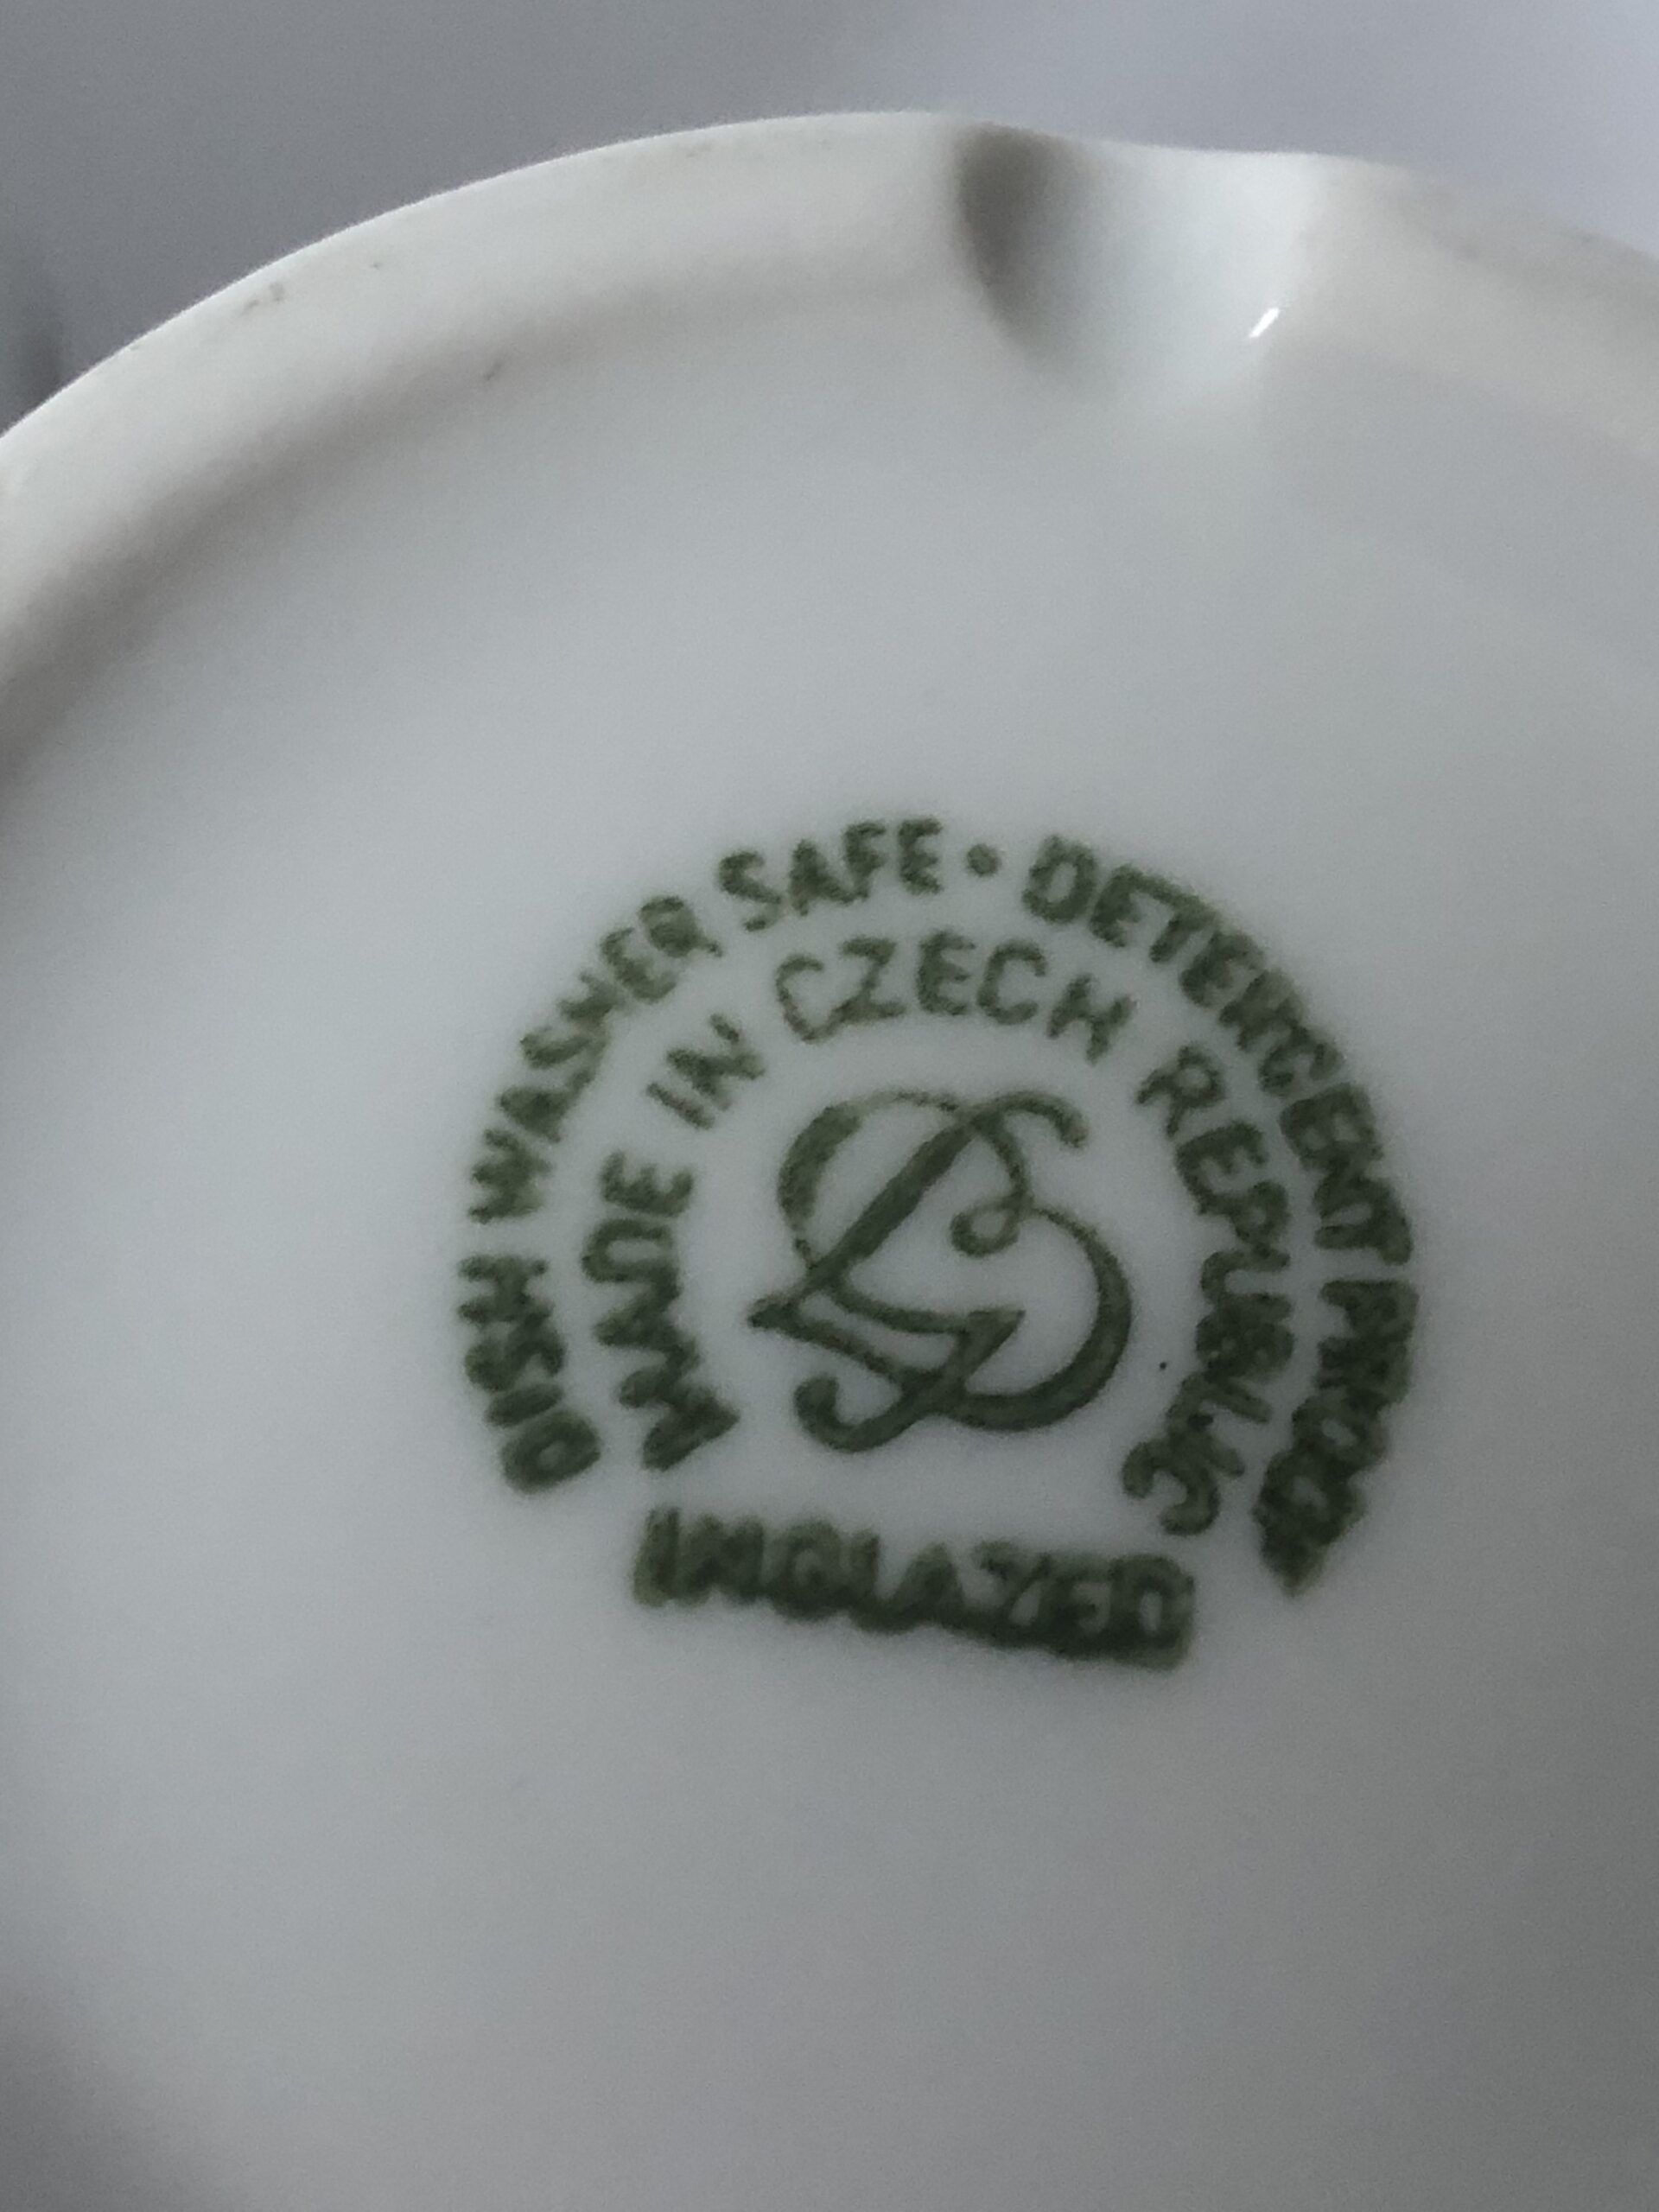 DISH WASHER SAFE • DETERGENT PROOF
MADE IN CZECH REPUBLIC
INGLAZED